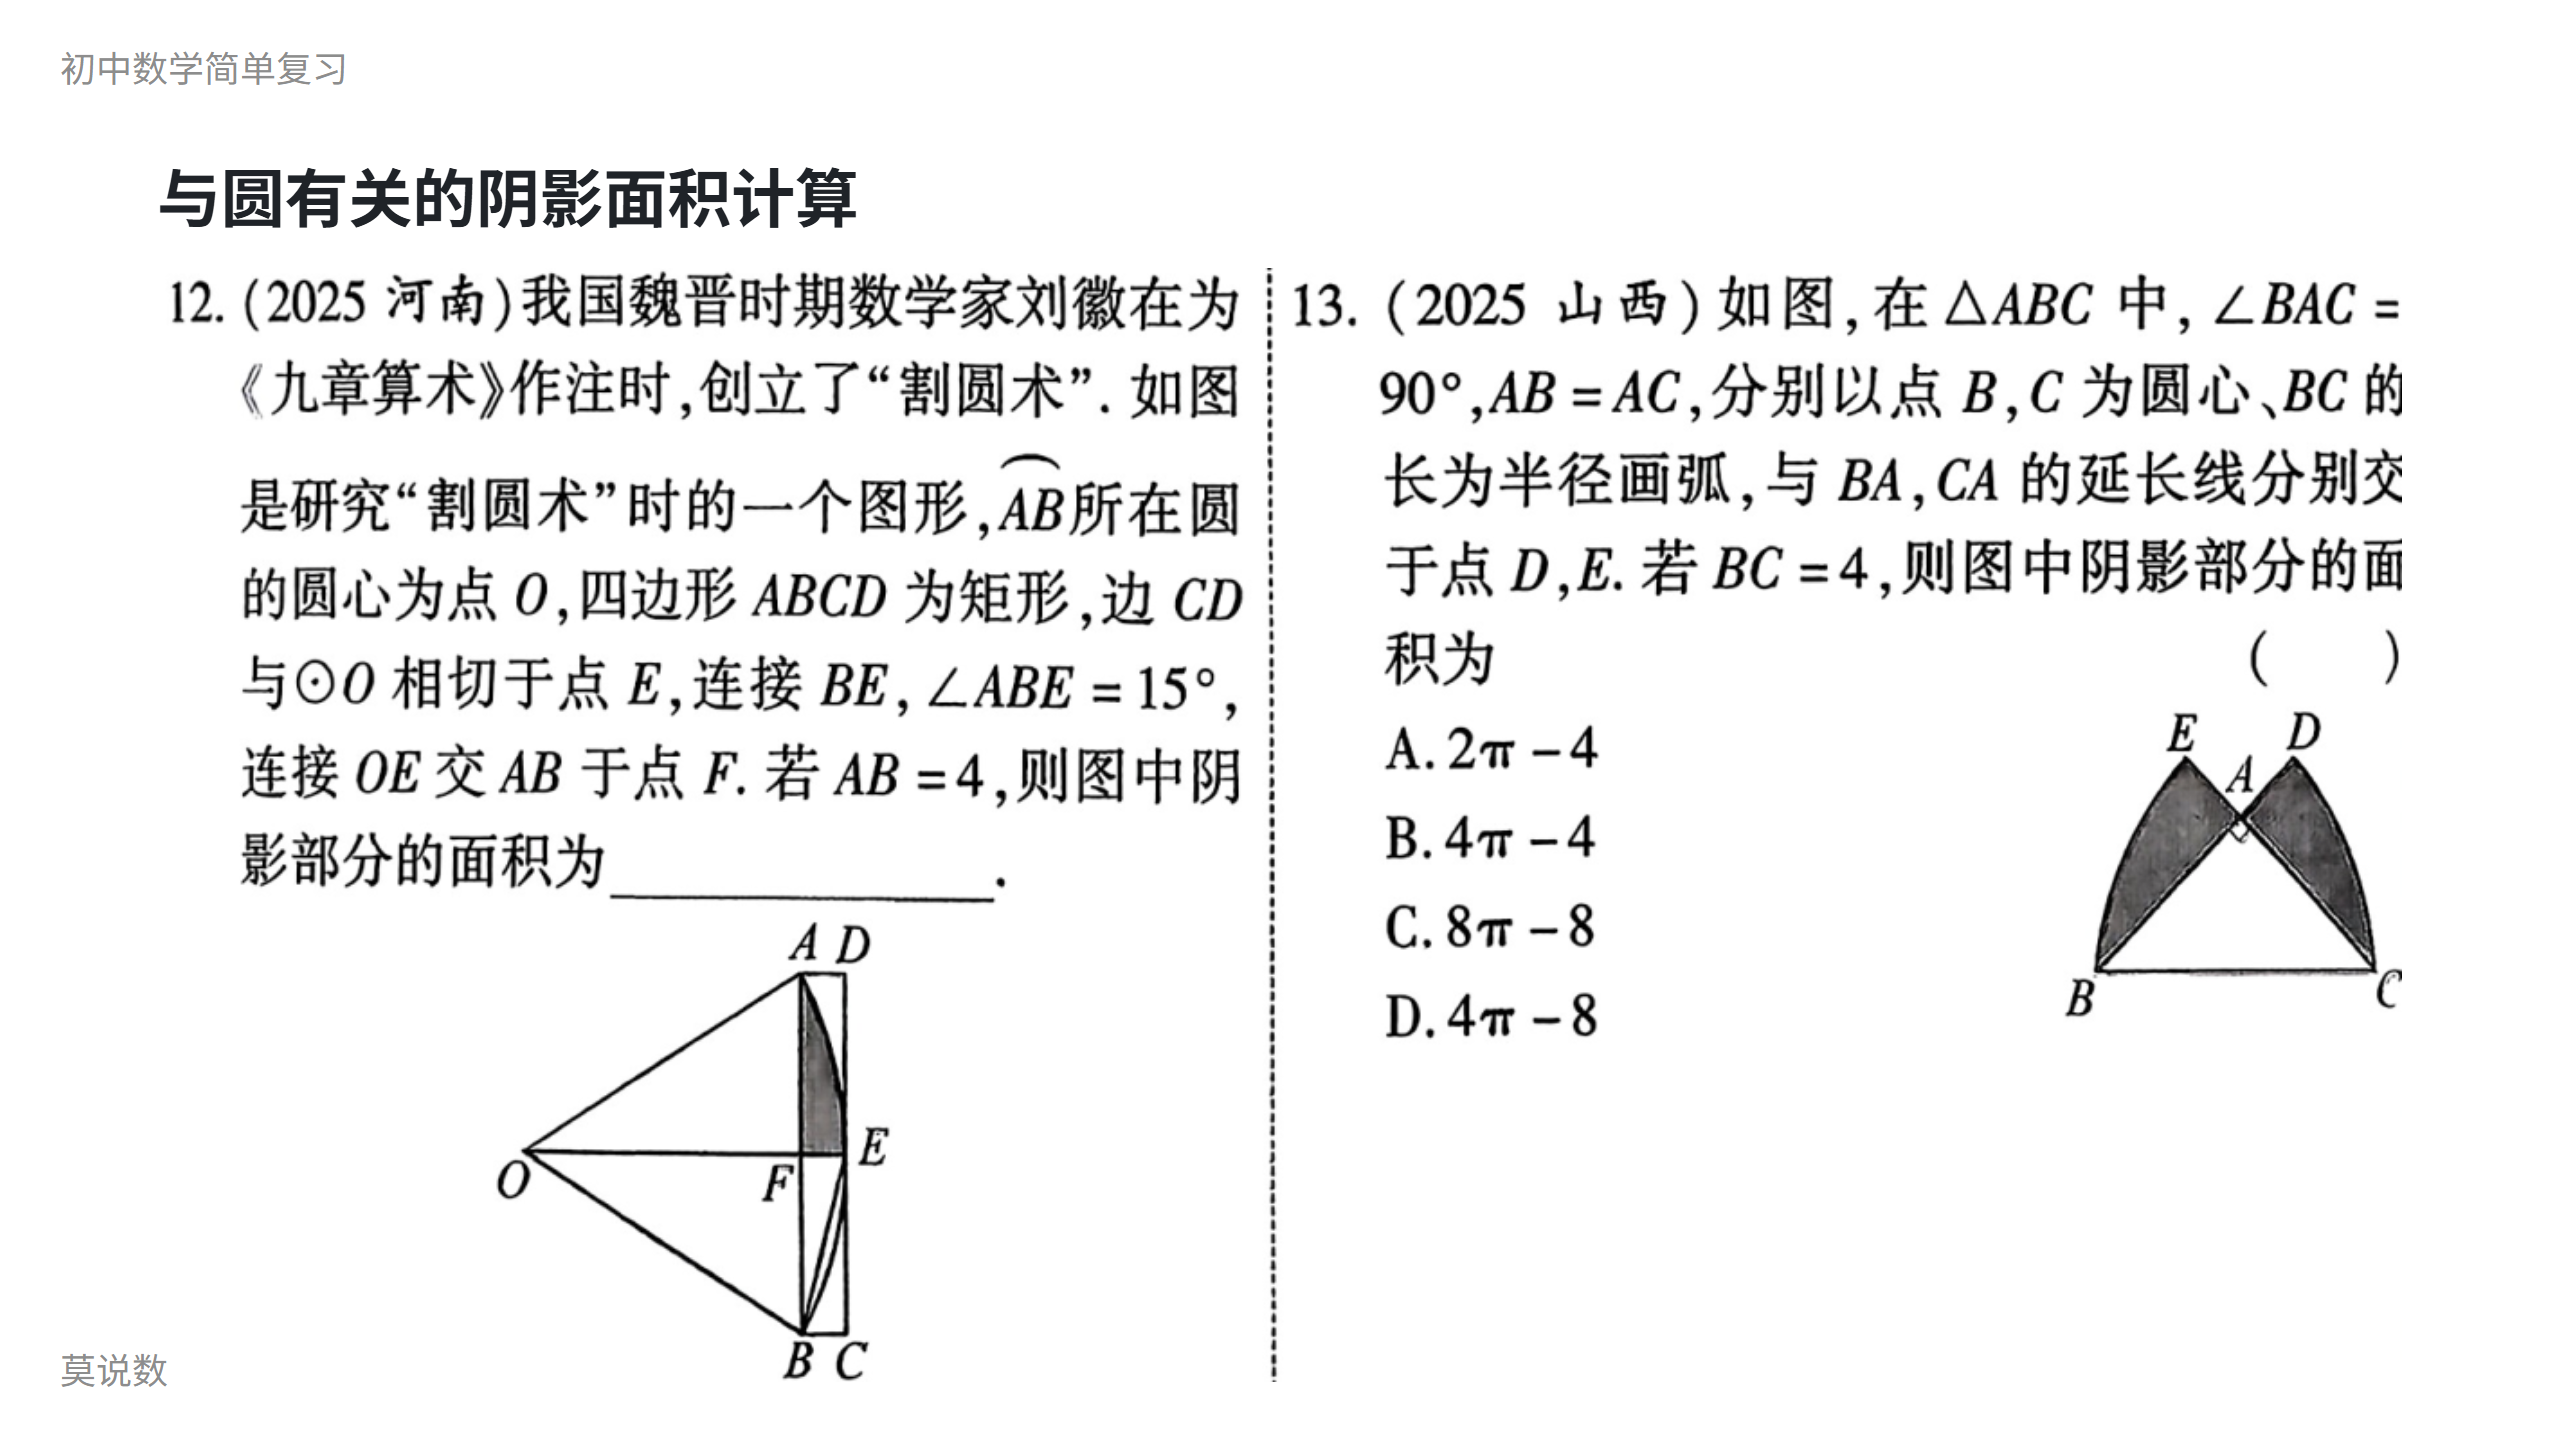 初中数学简单复习
与圆有关的阴影面积计算
12. (2025 河南)我国魏晋时期数学家刘徽在为
《九章算术》作注时,创立了“割圆术”. 如图
是研究“割圆术”时的一个图形,A͡B所在圆
的圆心为点 O,四边形 ABCD 为矩形,边 CD
与⊙O 相切于点 E,连接 BE,∠ABE = 15°,
连接 OE 交 AB 于点 F. 若 AB = 4,则图中阴
影部分的面积为________.
A D
O
F
E
B C
13. (2025 山西)如图,在△ABC 中,∠BAC =
90°,AB = AC,分别以点 B,C 为圆心、BC 的
长为半径画弧,与 BA,CA 的延长线分别交
于点 D,E. 若 BC = 4,则图中阴影部分的面
积为 ( )
A. 2π - 4
B. 4π - 4
C. 8π - 8
D. 4π - 8
E D
A
B C
莫说数